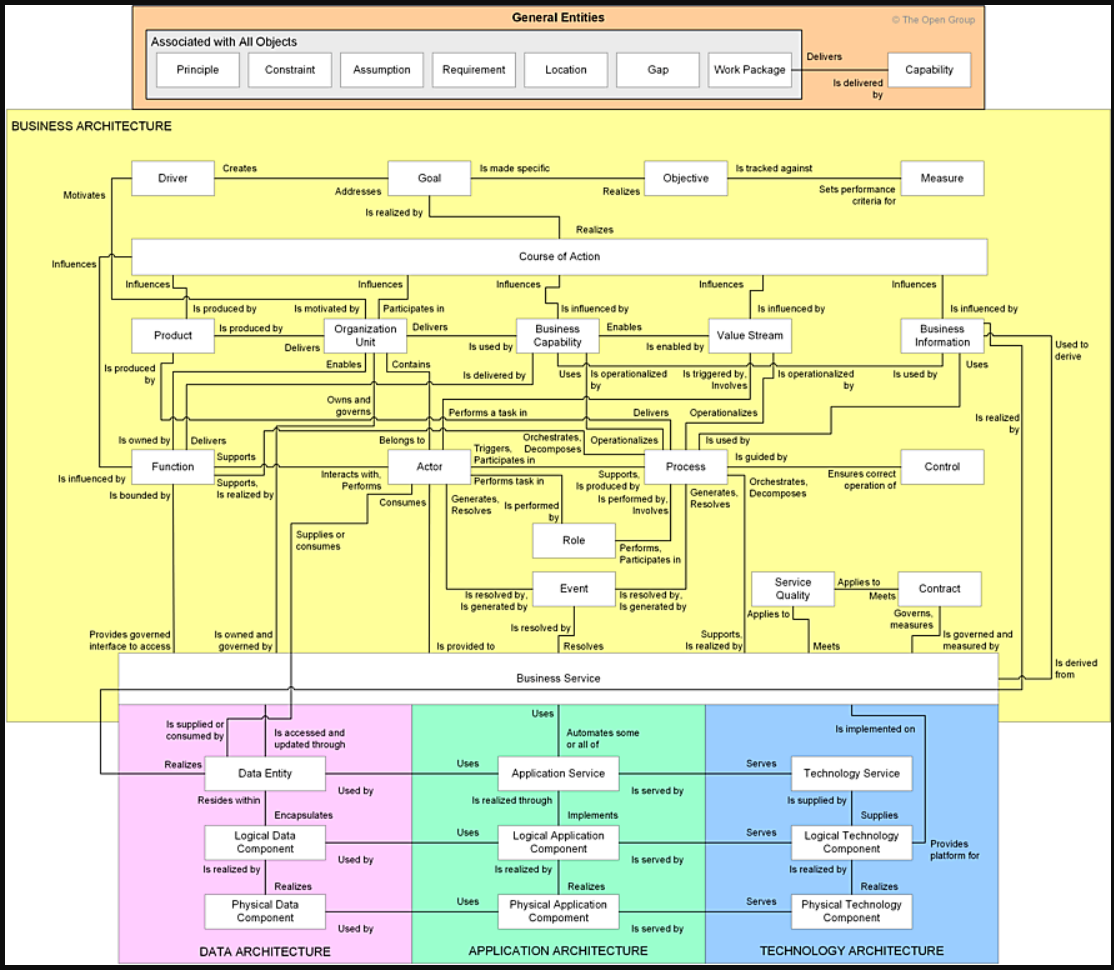 General Entities
© The Open Group
Associated with All Objects
Principle
Constraint
Assumption
Requirement
Location
Gap
Work Package
Delivers
Is delivered
by
Capability
BUSINESS ARCHITECTURE
Driver
Creates
Addresses
Goal
Is made specific
Realizes
Objective
Is tracked against
Sets performance
criteria for
Measure
Motivates
Is realized by
Realizes
Course of Action
Influences
Influences
Influences
Influences
Influences
Influences
Is produced by
Is motivated by
Participates in
Is influenced by
Is influenced by
Is influenced by
Product
Is produced by
Delivers
Organization
Unit
Delivers
Is used by
Business
Capability
Enables
Is enabled by
Value Stream
Business
Information
Used to
derive
Is produced
by
Enables
Contains
Is delivered by
Uses
Is operationalized
by
Is triggered by,
Involves
Is operationalized
by
Is used by
Uses
Owns and
governs
Performs a task in
Delivers
Operationalizes
Is realized
by
Is owned by
Delivers
Belongs to
Orchestrates,
Decomposes
Operationalizes
Is used by
Function
Supports
Supports,
Is realized by
Is influenced by
Is bounded by
Interacts with,
Performs
Actor
Triggers,
Participates in
Performs task in
Consumes
Generates,
Resolves
Is performed
by
Supports,
Is produced by
Is performed by,
Involves
Process
Is guided by
Ensures correct
operation of
Control
Generates,
Resolves
Orchestrates,
Decomposes
Supplies or
consumes
Role
Performs,
Participates in
Is resolved by,
Is generated by
Event
Is resolved by,
Is generated by
Service
Quality
Applies to
Meets
Contract
Is resolved by
Resolves
Applies to
Meets
Governs,
measures
Is governed and
measured by
Provides governed
interface to access
Is owned and
governed by
Is provided to
Supports,
Is realized by
Is derived
from
Business Service
Is supplied or
consumed by
Is accessed and
updated through
Uses
Automates some
or all of
Is implemented on
Realizes
Data Entity
Uses
Used by
Application Service
Serves
Is served by
Technology Service
Resides within
Encapsulates
Is realized through
Implements
Is supplied by
Supplies
Logical Data
Component
Uses
Used by
Logical Application
Component
Serves
Is served by
Logical Technology
Component
Provides
platform for
Is realized by
Realizes
Is realized by
Realizes
Is realized by
Realizes
Physical Data
Component
Uses
Used by
Physical Application
Compoment
Serves
Is served by
Physical Technology
Component
DATA ARCHITECTURE
APPLICATION ARCHITECTURE
TECHNOLOGY ARCHITECTURE